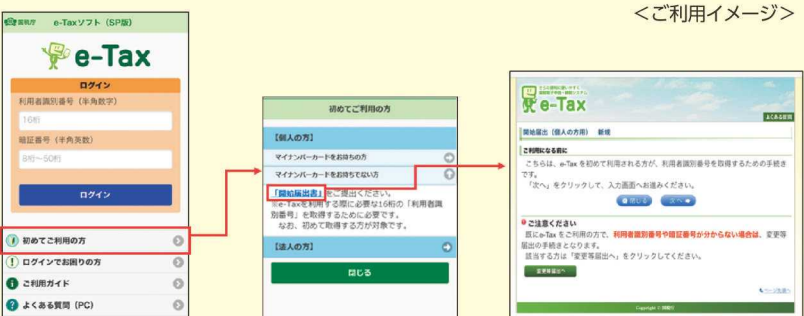 ＜ご利用イメージ＞
国税庁 e-Taxソフト（SP版）
e-Tax
ログイン
利用者識別番号（半角数字）
16桁
暗証番号（半角英数）
8桁～50桁
ログイン
初めてご利用の方
ログインでお困りの方
ご利用ガイド
よくある質問（PC）
初めてご利用の方
【個人の方】
マイナンバーカードをお持ちの方
マイナンバーカードをお持ちでない方
「開始届出書」をご提出ください。
※e-Taxを利用する際に必要な16桁の「利用者識
別番号」を取得するために必要です。
なお、初めて取得する方が対象です。
【法人の方】
閉じる
e-Tax
よくある質問
開始届出（個人の方用） 新規
ご利用になる前に
こちらは、e-Tax を初めて利用される方が、利用者識別番号を取得するための手続き
です。
「次へ」をクリックして、入力画面へお進みください。
閉じる 次へ
ご注意ください
既にe-Tax をご利用の方で、利用者識別番号や暗証番号が分からない場合は、変更等
届出の手続きとなります。
該当する方は「変更等届出へ」をクリックしてください。
変更等届出へ
ページ先頭へ
Copyright © 国税庁